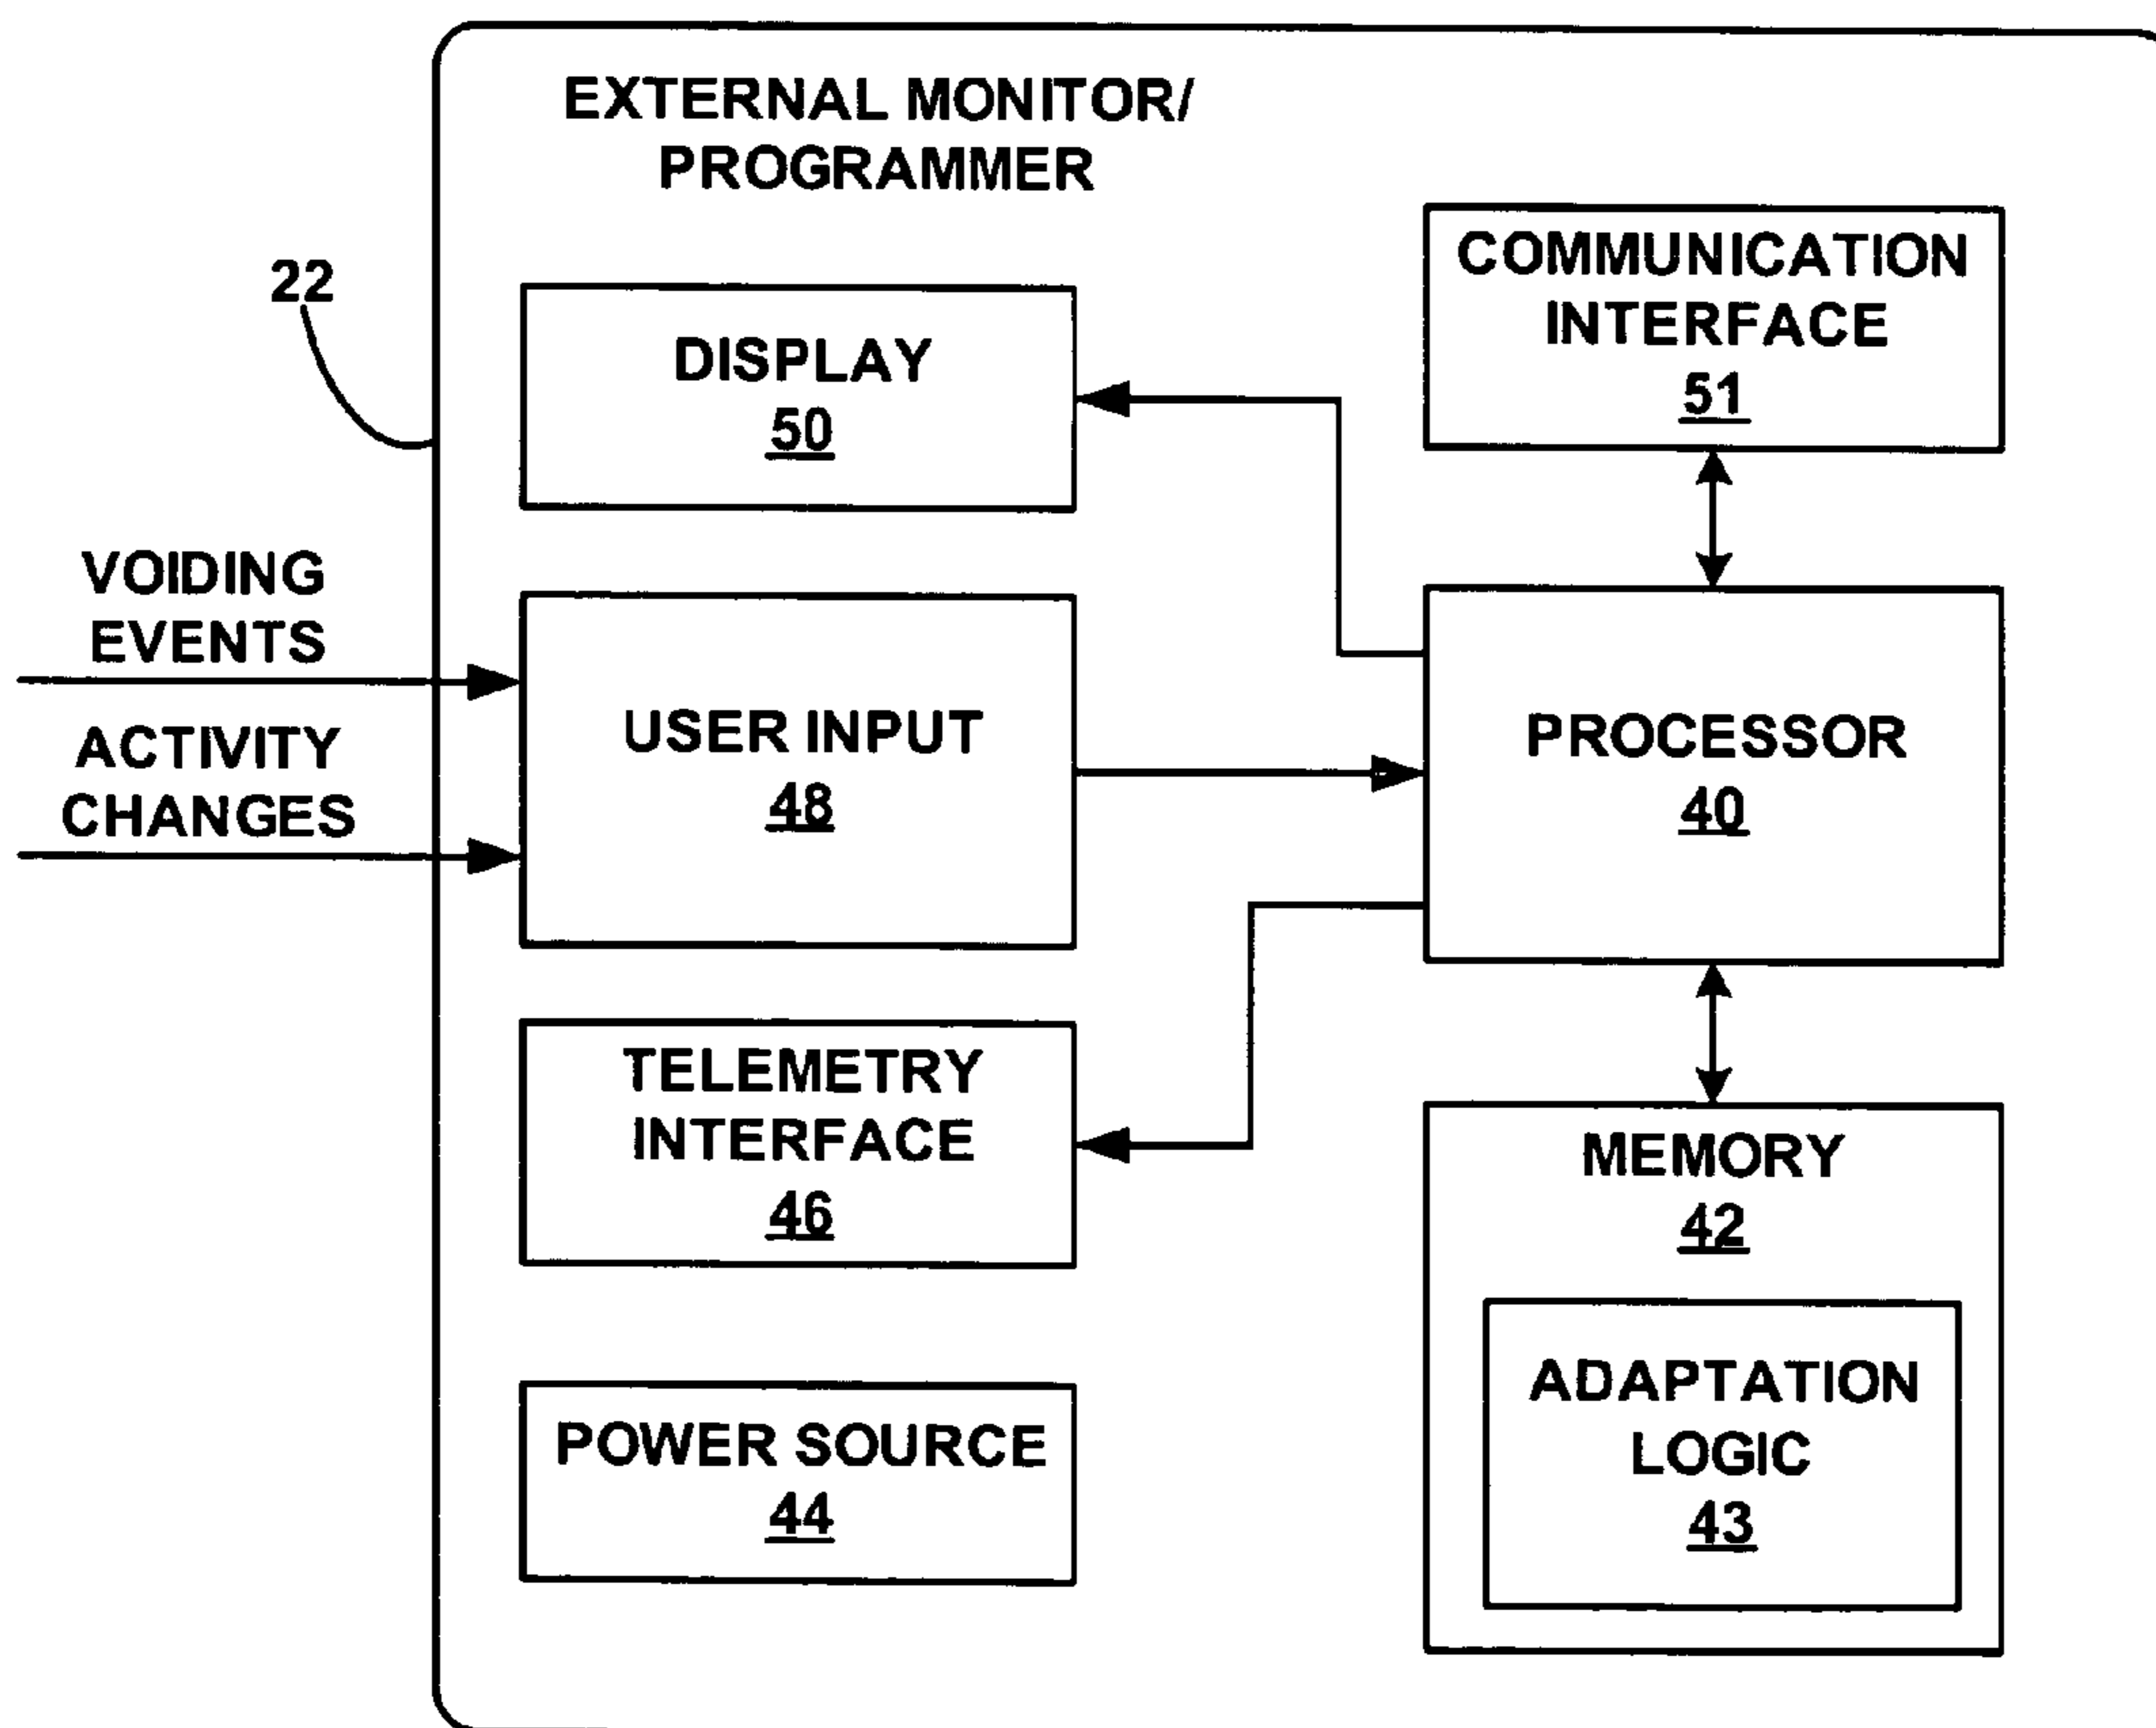 EXTERNAL MONITOR/
PROGRAMMER
22
DISPLAY
50
COMMUNICATION
INTERFACE
51
VOIDING
EVENTS
ACTIVITY
CHANGES
USER INPUT
48
PROCESSOR
40
TELEMETRY
INTERFACE
46
MEMORY
42
ADAPTATION
LOGIC
43
POWER SOURCE
44